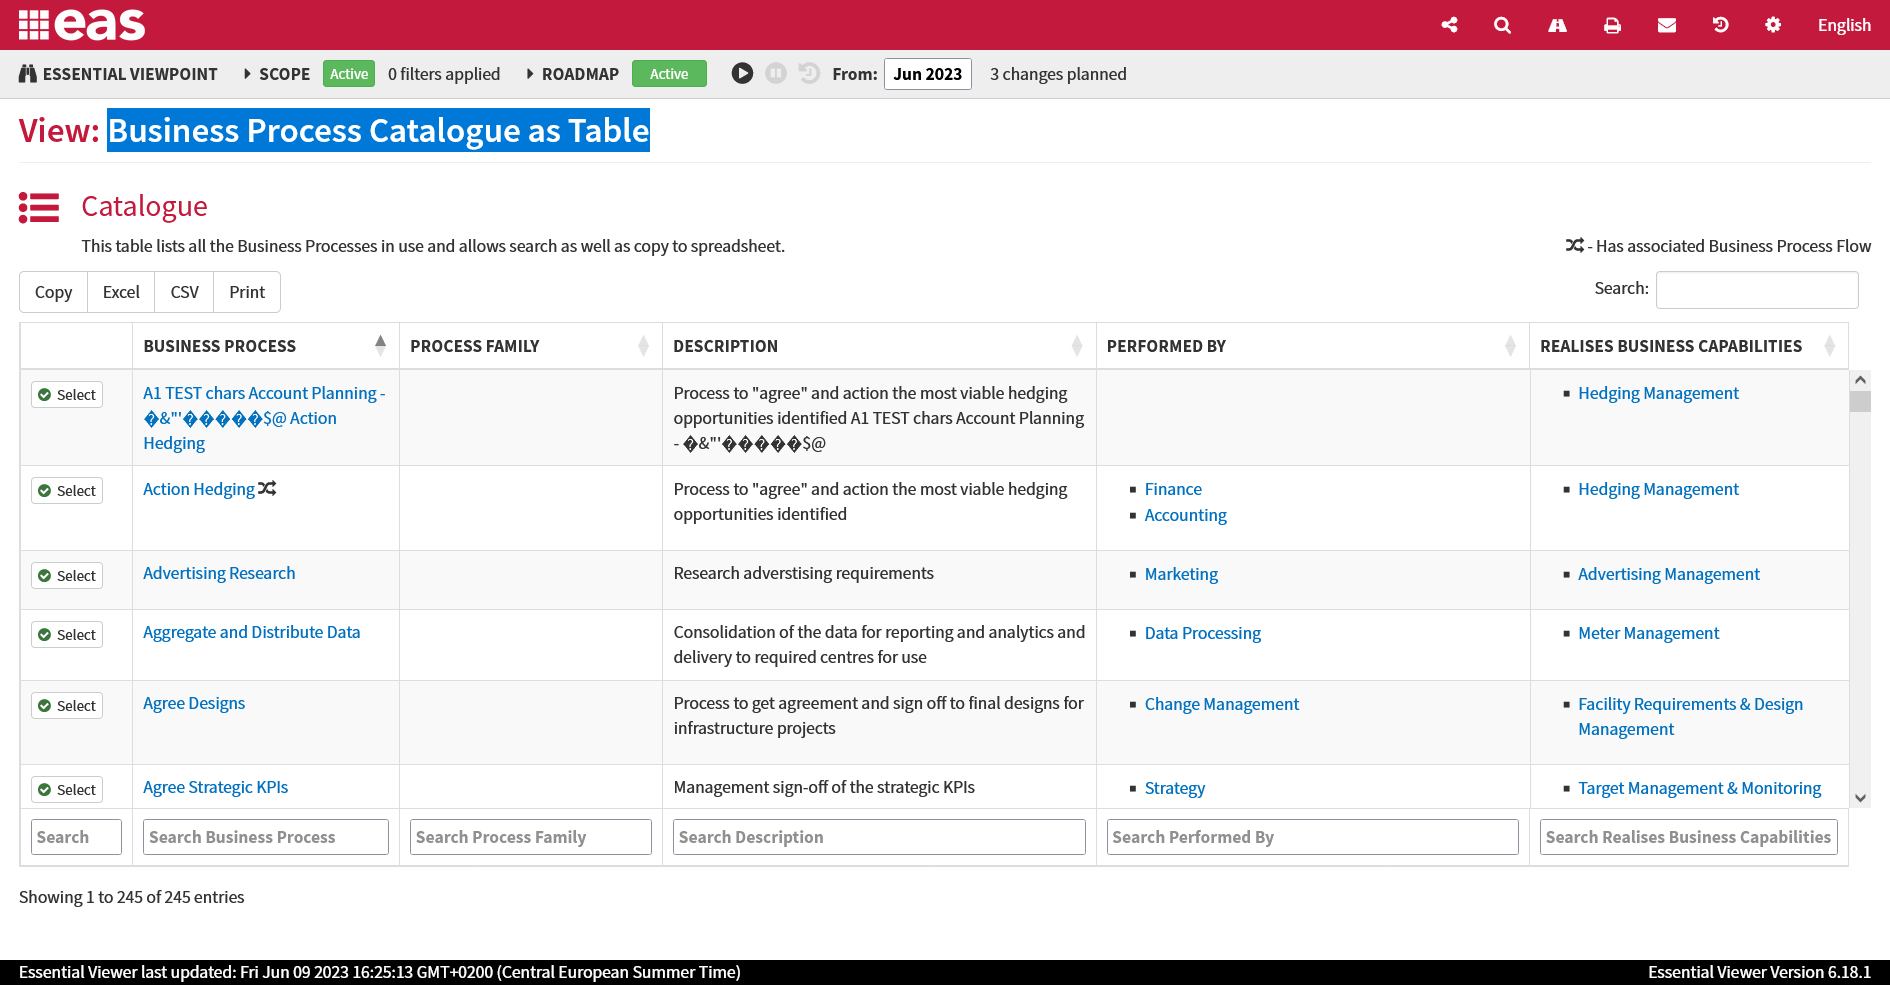 eas
English
ESSENTIAL VIEWPOINT SCOPE Active 0 filters applied ROADMAP Active From: Jun 2023 3 changes planned
View: Business Process Catalogue as Table
Catalogue
This table lists all the Business Processes in use and allows search as well as copy to spreadsheet.
- Has associated Business Process Flow
Copy Excel CSV Print
Search:
BUSINESS PROCESS PROCESS FAMILY DESCRIPTION PERFORMED BY REALISES BUSINESS CAPABILITIES
Select
A1 TEST chars Account Planning -
�&"'�����$@ Action
Hedging
Process to "agree" and action the most viable hedging
opportunities identified A1 TEST chars Account Planning
- �&"'�����$@
Hedging Management
Select
Action Hedging
Process to "agree" and action the most viable hedging
opportunities identified
Finance
Accounting
Hedging Management
Select
Advertising Research
Research adverstising requirements
Marketing
Advertising Management
Select
Aggregate and Distribute Data
Consolidation of the data for reporting and analytics and
delivery to required centres for use
Data Processing
Meter Management
Select
Agree Designs
Process to get agreement and sign off to final designs for
infrastructure projects
Change Management
Facility Requirements & Design
Management
Select
Agree Strategic KPIs
Management sign-off of the strategic KPIs
Strategy
Target Management & Monitoring
Search Search Business Process Search Process Family Search Description Search Performed By Search Realises Business Capabilities
Showing 1 to 245 of 245 entries
Essential Viewer last updated: Fri Jun 09 2023 16:25:13 GMT+0200 (Central European Summer Time)
Essential Viewer Version 6.18.1